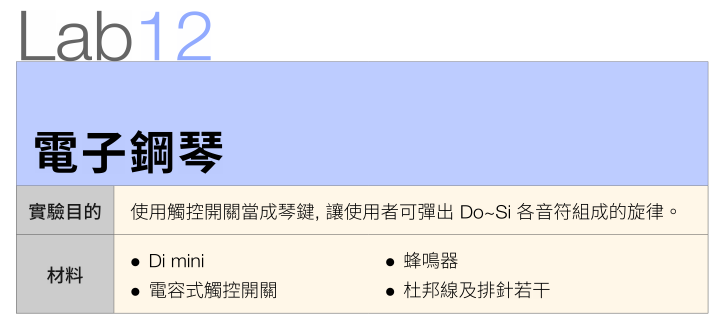 Lab12
電子鋼琴
實驗目的
使用觸控開關當成琴鍵, 讓使用者可彈出 Do~Si 各音符組成的旋律。
材料
● Di mini
● 蜂鳴器
● 電容式觸控開關
● 杜邦線及排針若干